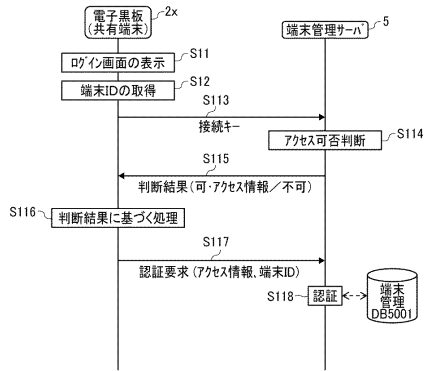 電子黒板
(共有端末)
2x
端末管理サーバ
5
S11
ﾛｸﾞｲﾝ画面の表示
S12
端末IDの取得
S113
接続キー
S114
ｱｸｾｽ可否判断
S115
判断結果(可・ｱｸｾｽ情報／不可)
S116
判断結果に基づく処理
S117
認証要求(ｱｸｾｽ情報、端末ID)
S118
認証
端末
管理
DB5001